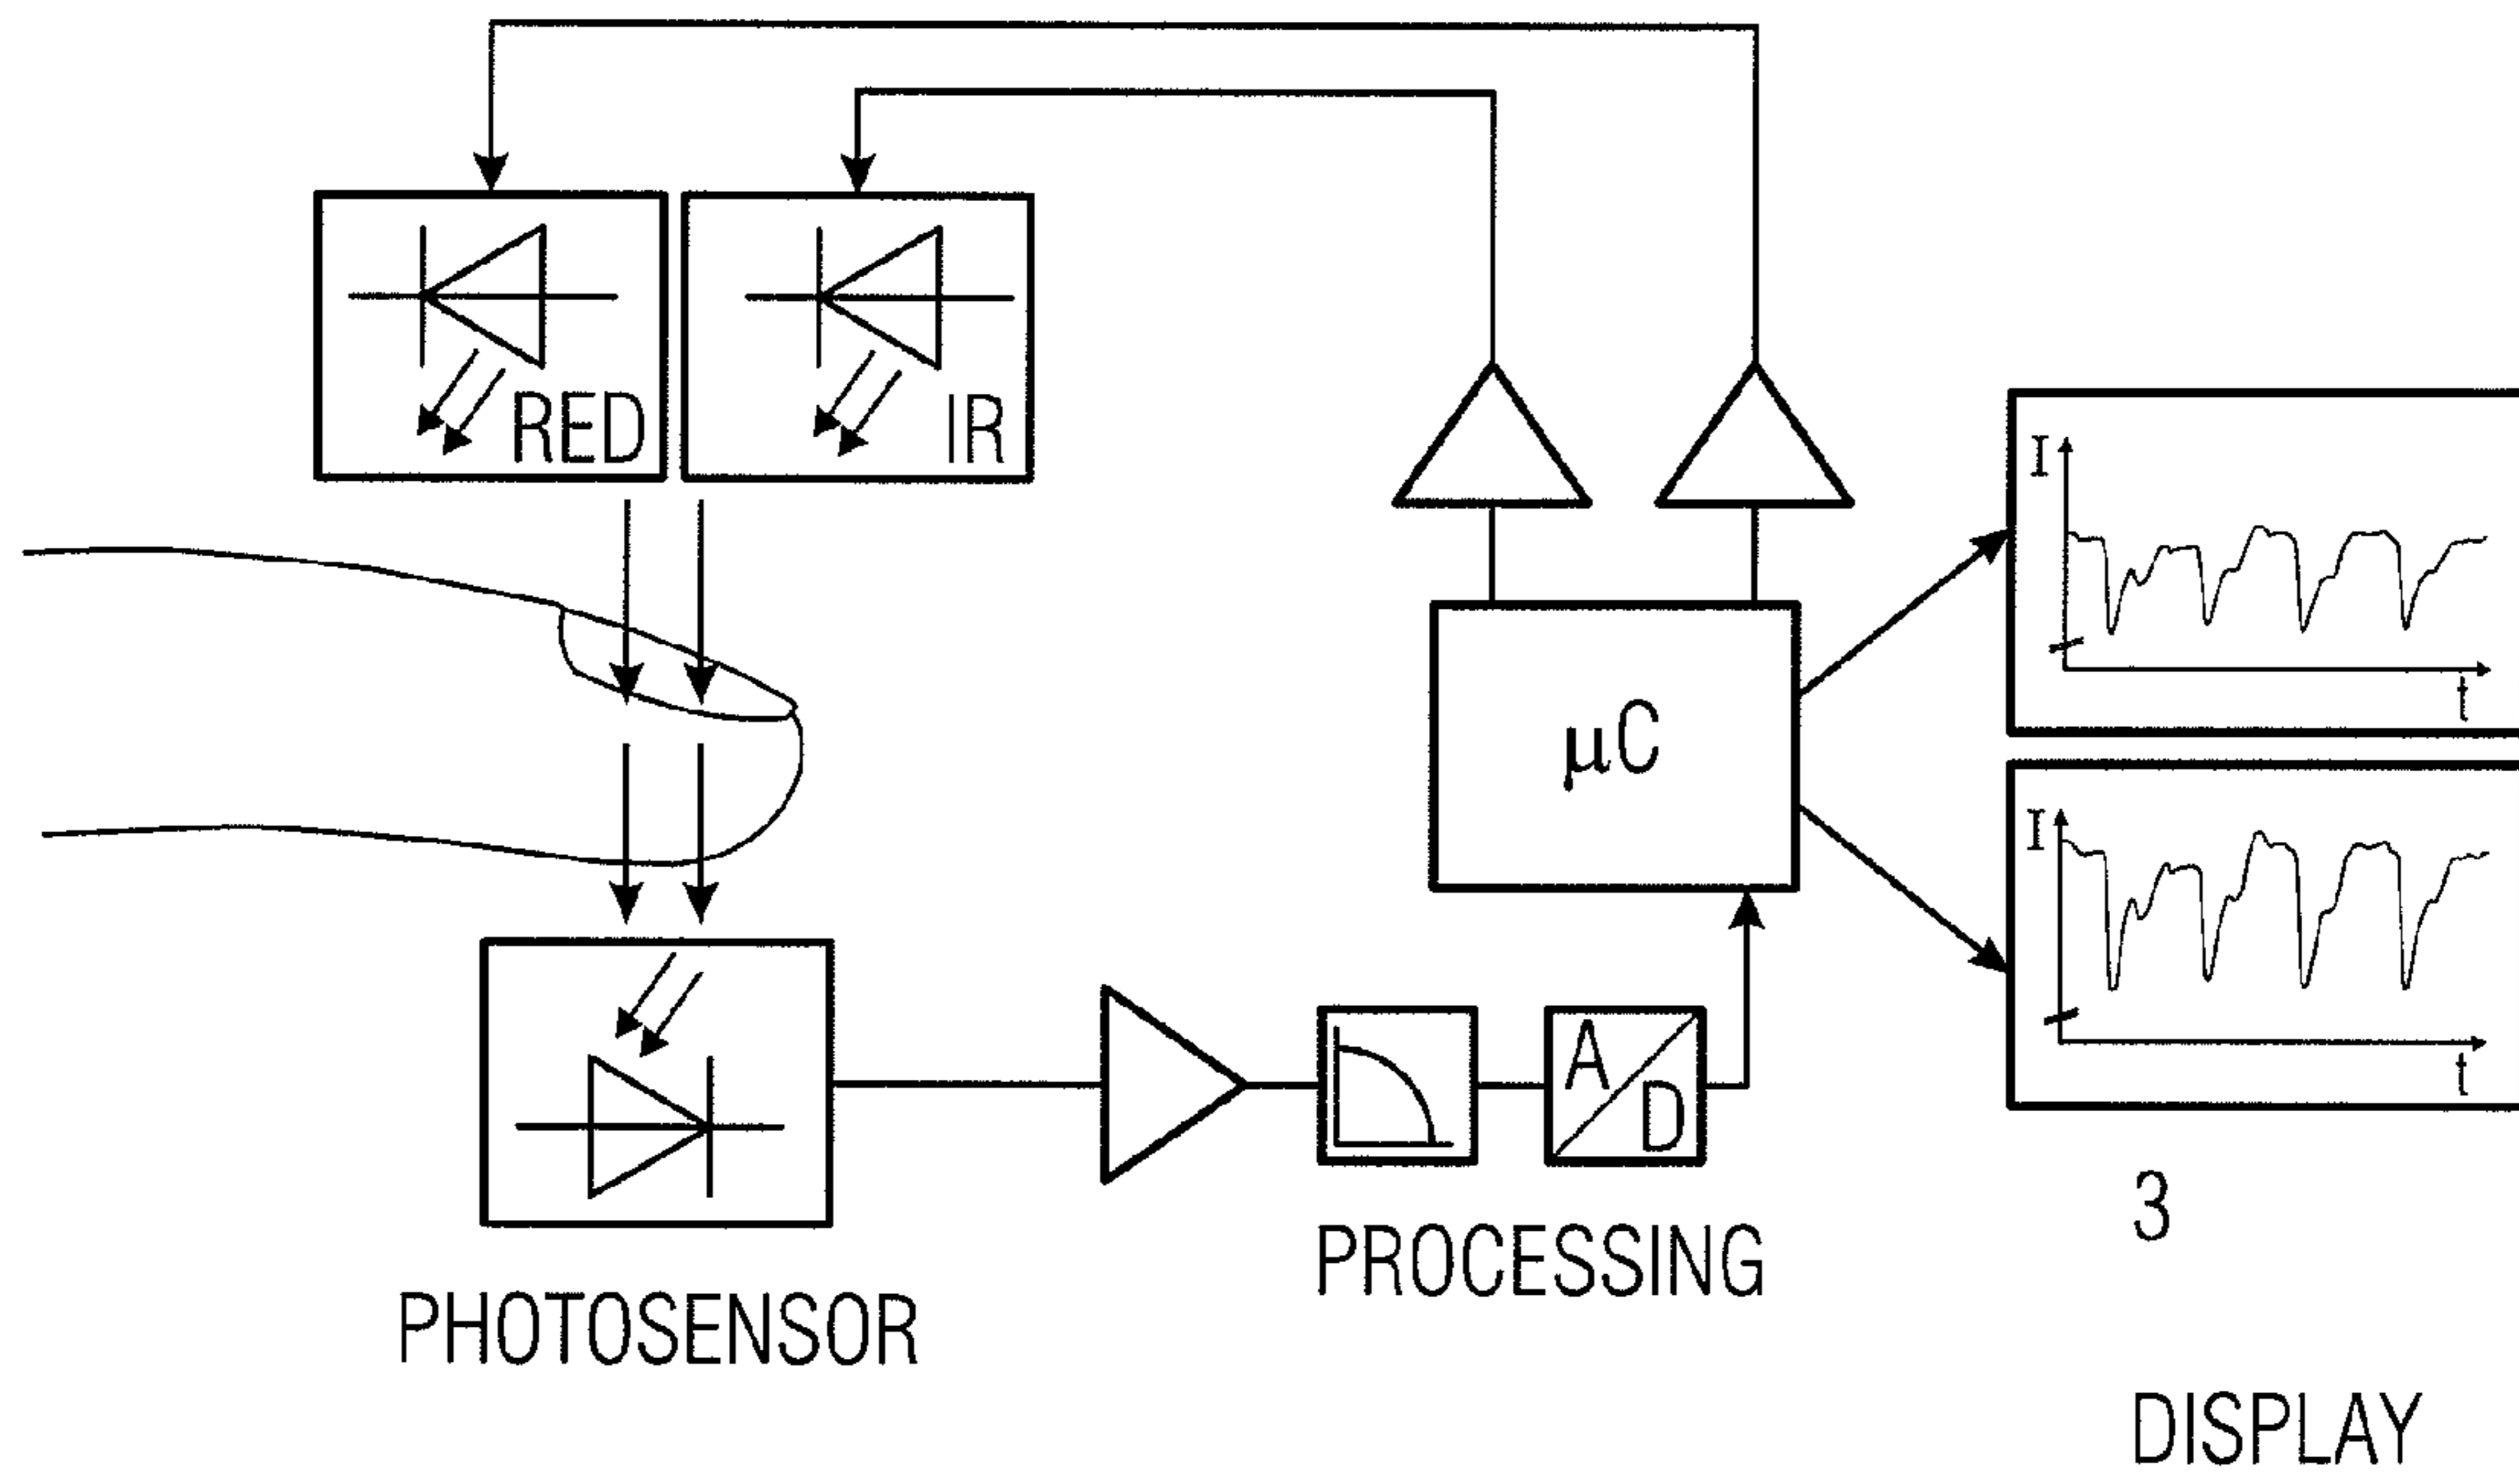 RED
IR
I
t
µC
I
t
A
D
3
PROCESSING
PHOTOSENSOR
DISPLAY